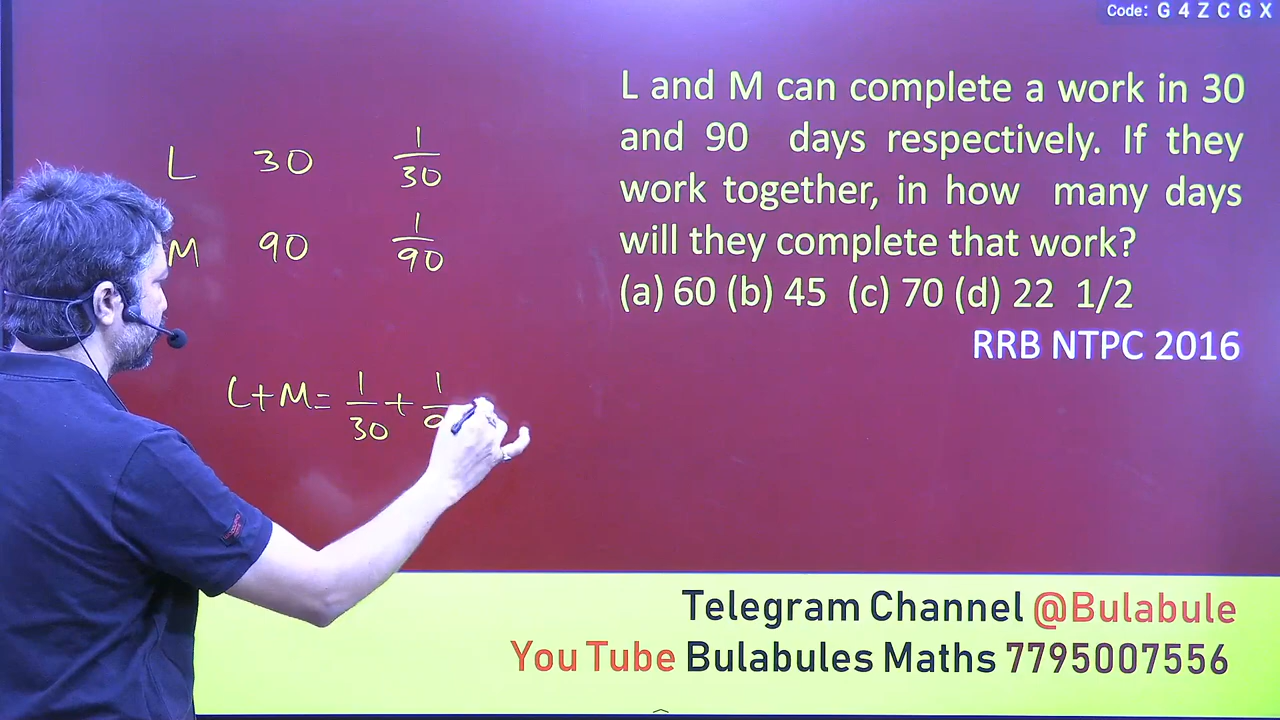 Code: G 4 Z C G X
L and M can complete a work in 30
and 90 days respectively. If they
work together, in how many days
will they complete that work?
(a) 60 (b) 45 (c) 70 (d) 22 1/2
RRB NTPC 2016
L 30 1/30
M 90 1/90
L+M= 1/30 + 1/
Telegram Channel @Bulabule
You Tube Bulabules Maths 7795007556